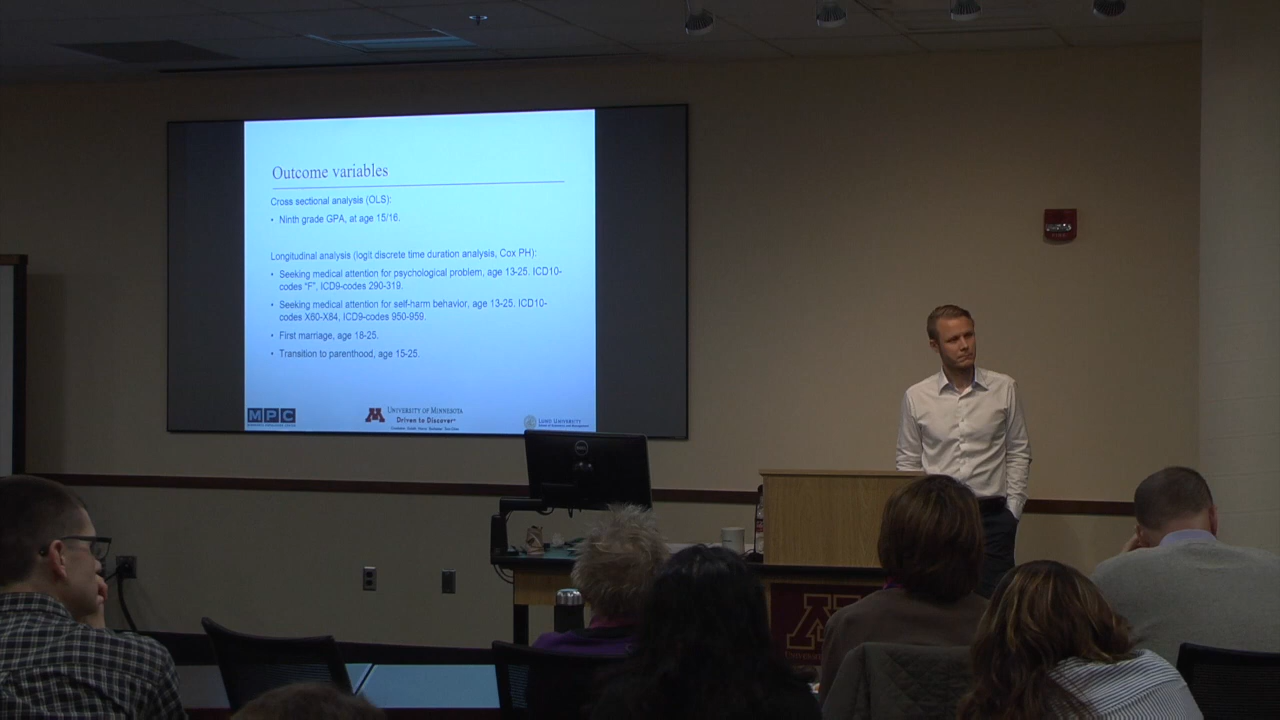 Outcome variables
Cross sectional analysis (OLS):
• Ninth grade GPA, at age 15/16.
Longitudinal analysis (logit discrete time duration analysis, Cox PH):
• Seeking medical attention for psychological problem, age 13-25. ICD10-
codes "F", ICD9-codes 290-319.
• Seeking medical attention for self-harm behavior, age 13-25. ICD10-
codes X60-X84, ICD9-codes 950-959.
• First marriage, age 18-25.
• Transition to parenthood, age 15-25.
MPC
M University of Minnesota
Driven to Discover
Lund University
DELL
FIRE
M